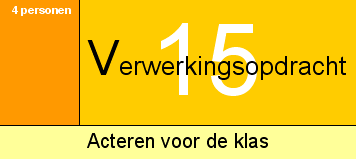 4 personen
15
Verwerkingsopdracht
Acteren voor de klas